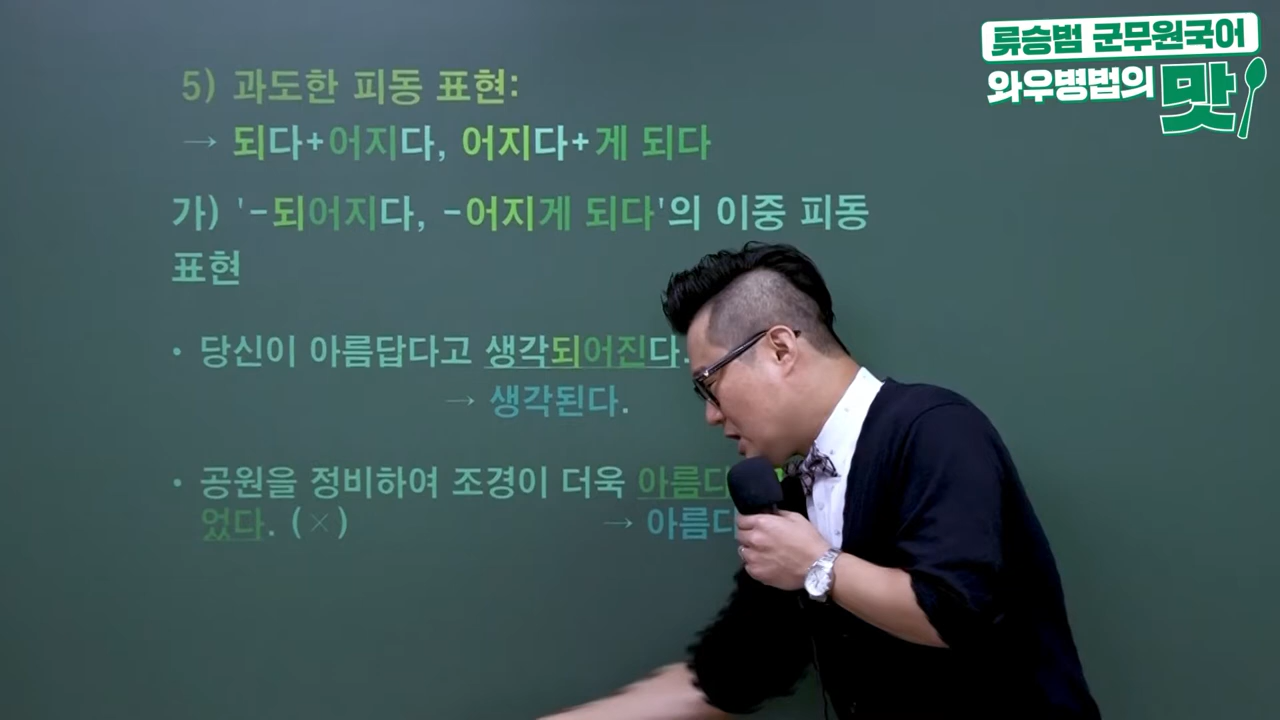 류승범 군무원국어
와우병법의 맛
5) 과도한 피동 표현:
→ 되다+어지다, 어지다+게 되다
가) '-되어지다, -어지게 되다'의 이중 피동
표현
• 당신이 아름답다고 생각되어진다.
→ 생각된다.
• 공원을 정비하여 조경이 더욱
었다. (×)
→